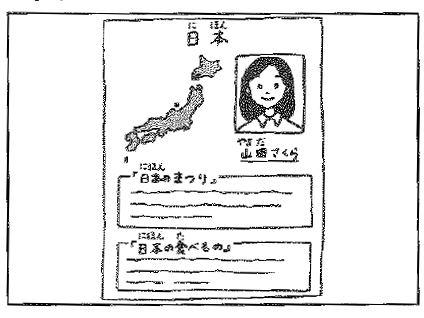 にほん
日本
やまだ
山田さくら
にほん
『日本のまつり』
にほん た
『日本の食べもの』